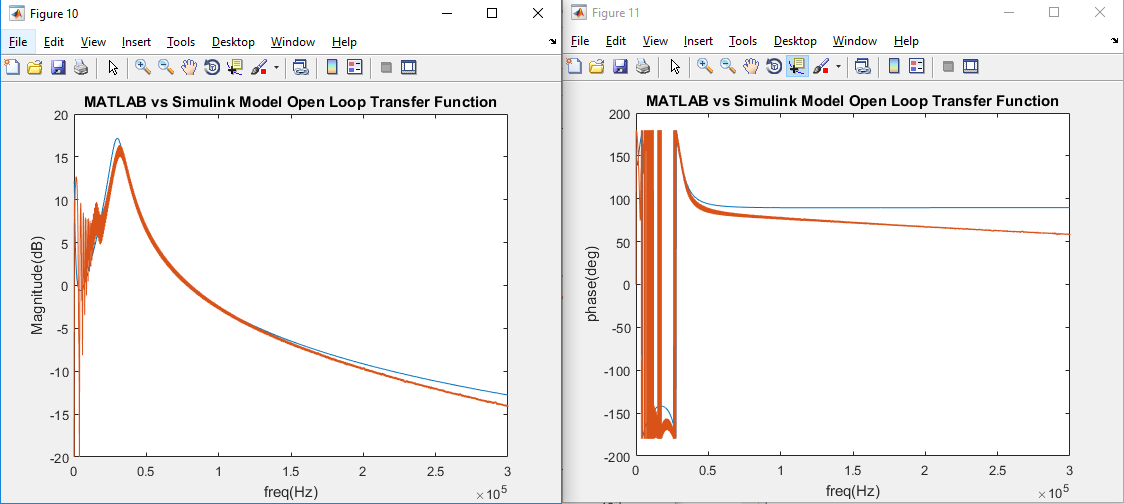 Figure 10
File Edit View Insert Tools Desktop Window Help
MATLAB vs Simulink Model Open Loop Transfer Function
20
15
10
5
0
-5
-10
-15
-20
Magnitude(dB)
0 0.5 1 1.5 2 2.5 3
freq(Hz)
×10^5
Figure 11
File Edit View Insert Tools Desktop Window Help
MATLAB vs Simulink Model Open Loop Transfer Function
200
150
100
50
0
-50
-100
-150
-200
phase(deg)
0 0.5 1 1.5 2 2.5 3
freq(Hz)
×10^5